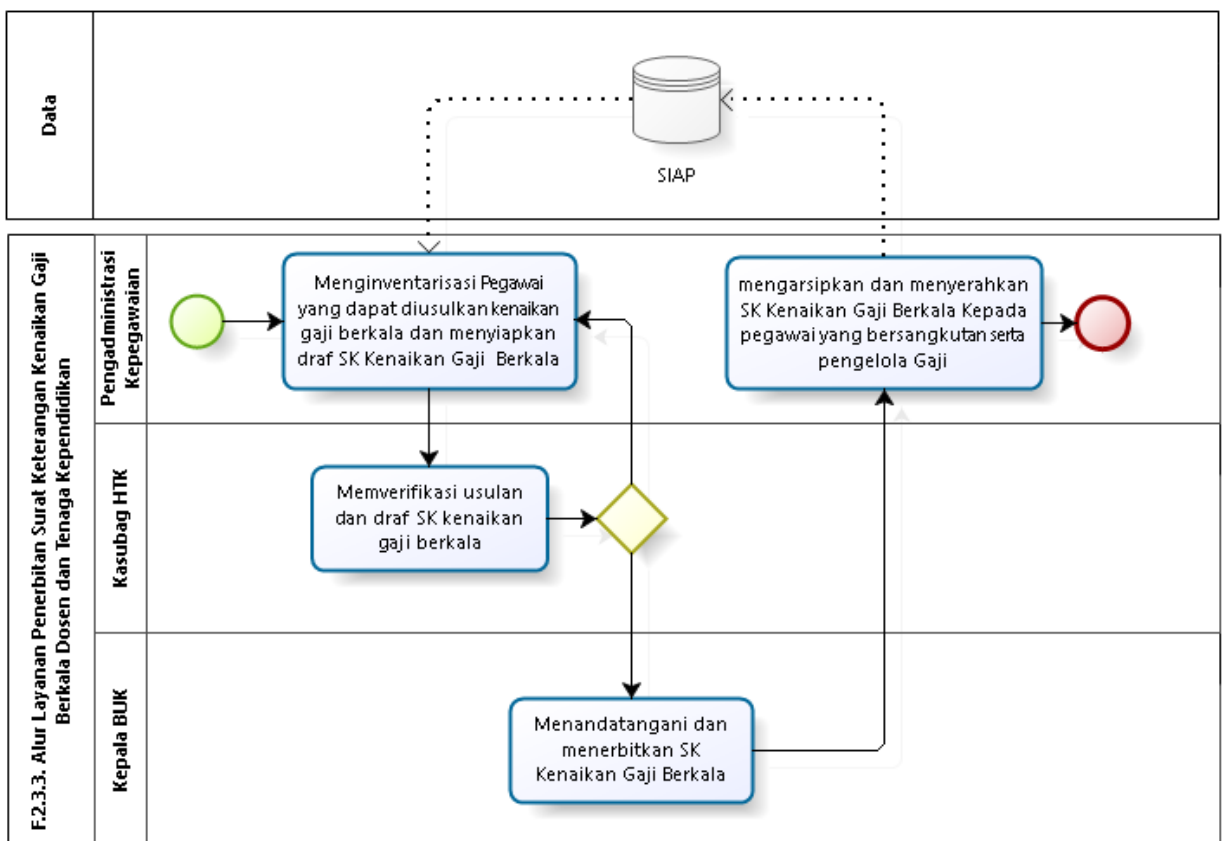 Data
SIAP
F.2.3.3. Alur Layanan Penerbitan Surat Keterangan Kenaikan Gaji
Berkala Dosen dan Tenaga Kependidikan
Pengadministrasi
Kepegawaian
Menginventarisasi Pegawai
yang dapat diusulkan kenaikan
gaji berkala dan menyiapkan
draf SK Kenaikan Gaji Berkala
mengarsipkan dan menyerahkan
SK Kenaikan Gaji Berkala Kepada
pegawai yang bersangkutan serta
pengelola Gaji
Kasubag HTK
Memverifikasi usulan
dan draf SK kenaikan
gaji berkala
Kepala BUK
Menandatangani dan
menerbitkan SK
Kenaikan Gaji Berkala